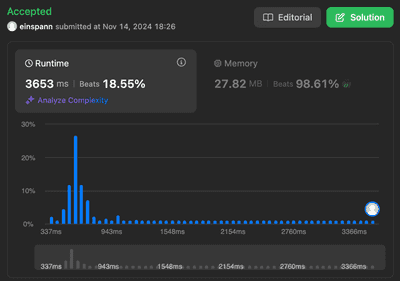 Accepted
einspann submitted at Nov 14, 2024 18:26
Editorial
Solution
Runtime
3653 ms | Beats 18.55%
Analyze Complexity
Memory
27.82 MB | Beats 98.61%
30%
20%
10%
0%
337ms 943ms 1548ms 2154ms 2760ms 3366ms
337ms 943ms 1548ms 2154ms 2760ms 3366ms